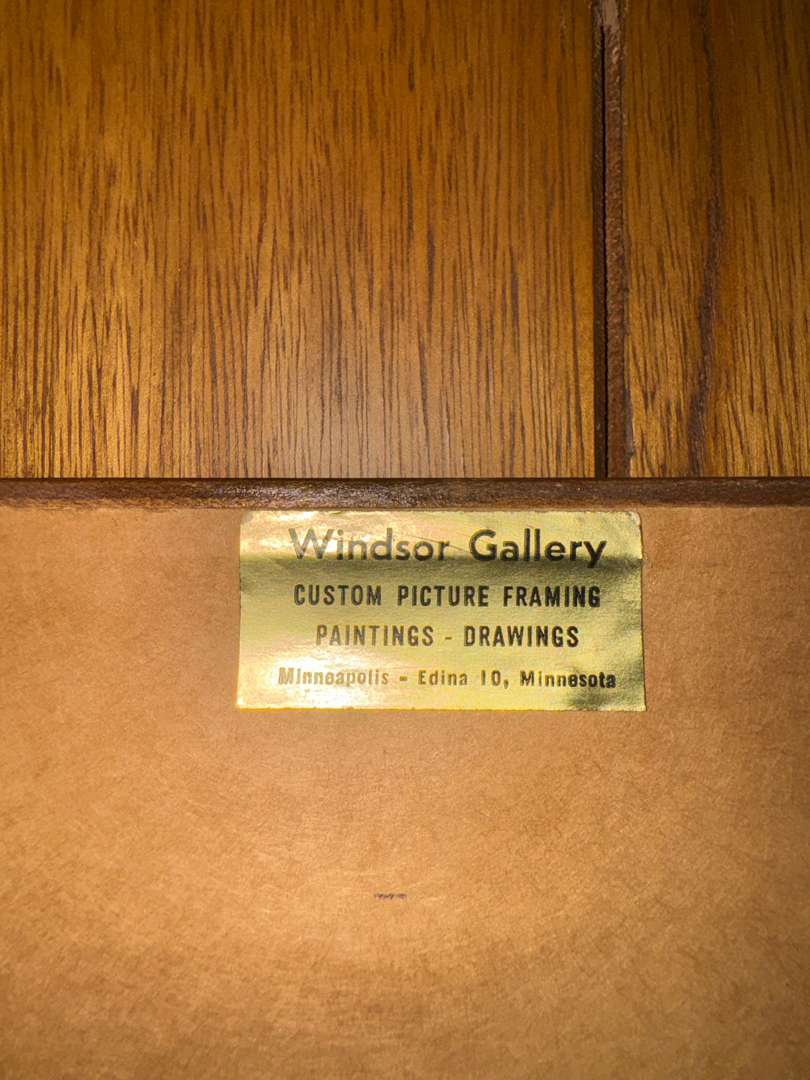 Windsor Gallery
CUSTOM PICTURE FRAMING
PAINTINGS - DRAWINGS
Minneapolis - Edina 10, Minnesota